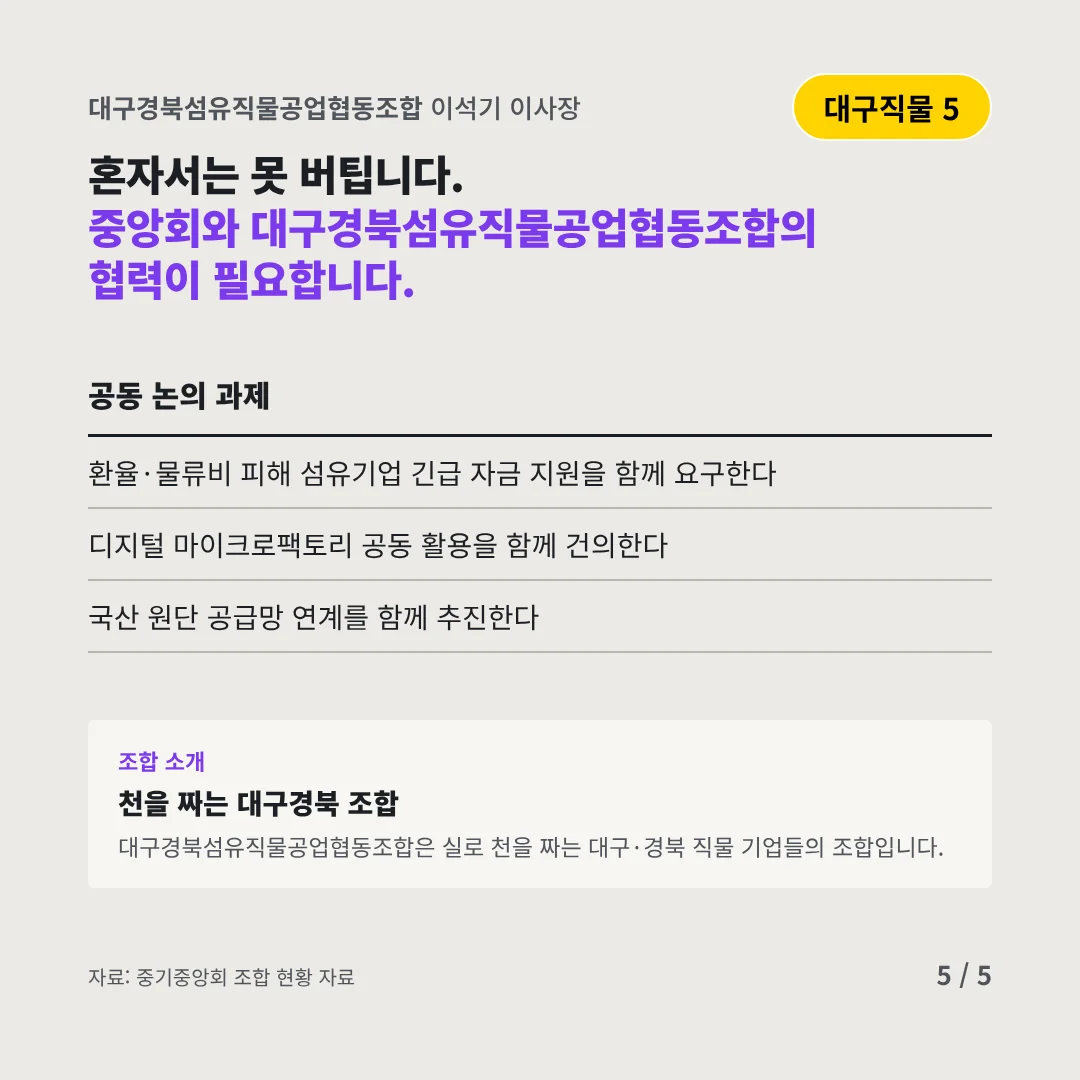 대구경북섬유직물공업협동조합 이석기 이사장
대구직물 5
혼자서는 못 버팁니다.
중앙회와 대구경북섬유직물공업협동조합의
협력이 필요합니다.
공동 논의 과제
환율·물류비 피해 섬유기업 긴급 자금 지원을 함께 요구한다
디지털 마이크로팩토리 공동 활용을 함께 건의한다
국산 원단 공급망 연계를 함께 추진한다
조합 소개
천을 짜는 대구경북 조합
대구경북섬유직물공업협동조합은 실로 천을 짜는 대구·경북 직물 기업들의 조합입니다.
자료: 중기중앙회 조합 현황 자료
5 / 5